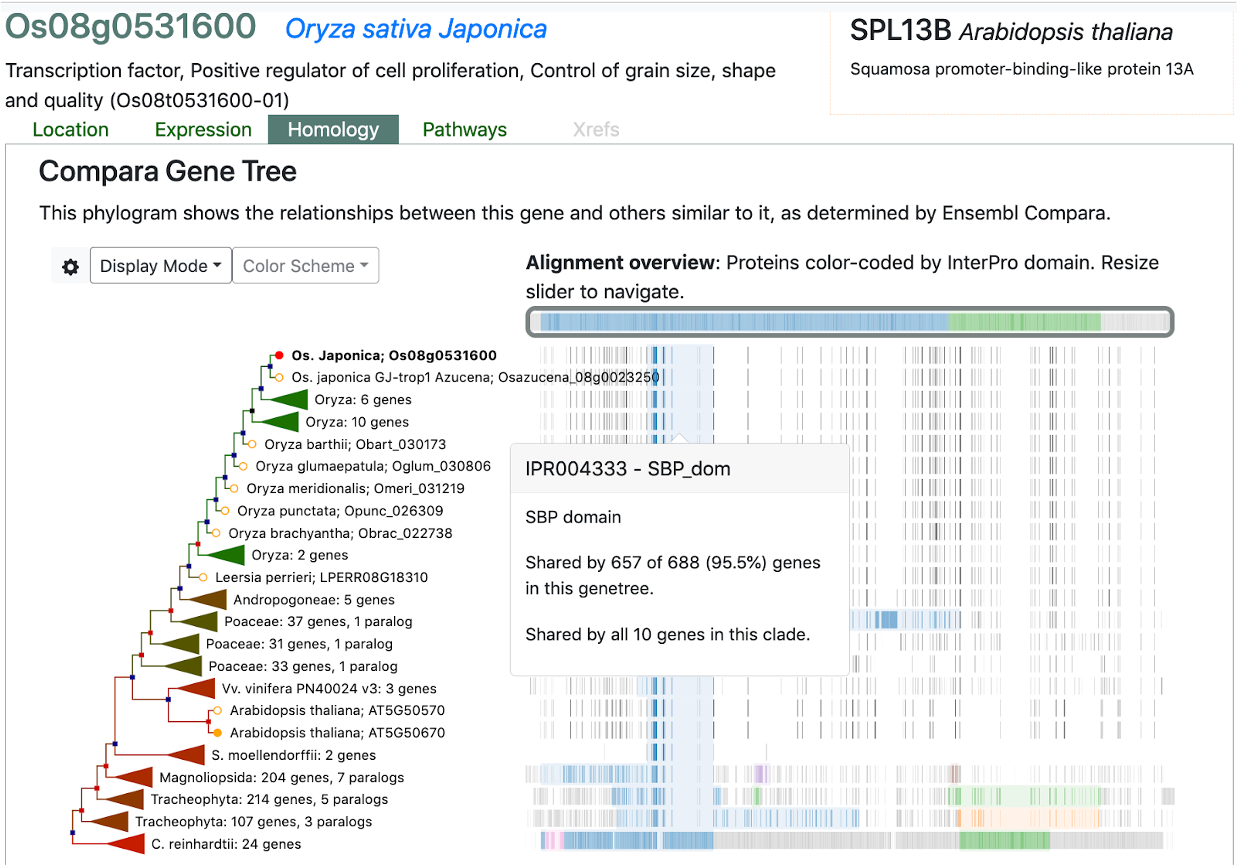 Os08g0531600 Oryza sativa Japonica
Transcription factor, Positive regulator of cell proliferation, Control of grain size, shape
and quality (Os08t0531600-01)
SPL13B Arabidopsis thaliana
Squamosa promoter-binding-like protein 13A
Location Expression Homology Pathways Xrefs
Compara Gene Tree
This phylogram shows the relationships between this gene and others similar to it, as determined by Ensembl Compara.
Display Mode Color Scheme
Alignment overview: Proteins color-coded by InterPro domain. Resize
slider to navigate.
Os. Japonica; Os08g0531600
Os. japonica GJ-trop1 Azucena; Osazucena_08g0023250
Oryza: 6 genes
Oryza: 10 genes
Oryza barthii; Obart_030173
Oryza glumaepatula; Oglum_030806
Oryza meridionalis; Omeri_031219
Oryza punctata; Opunc_026309
Oryza brachyantha; Obrac_022738
Oryza: 2 genes
Leersia perrieri; LPERR08G18310
Andropogoneae: 5 genes
Poaceae: 37 genes, 1 paralog
Poaceae: 31 genes, 1 paralog
Poaceae: 33 genes, 1 paralog
Vv. vinifera PN40024 v3: 3 genes
Arabidopsis thaliana; AT5G50570
Arabidopsis thaliana; AT5G50670
S. moellendorffii: 2 genes
Magnoliopsida: 204 genes, 7 paralogs
Tracheophyta: 214 genes, 5 paralogs
Tracheophyta: 107 genes, 3 paralogs
C. reinhardtii: 24 genes
IPR004333 - SBP_dom
SBP domain
Shared by 657 of 688 (95.5%) genes
in this genetree.
Shared by all 10 genes in this clade.